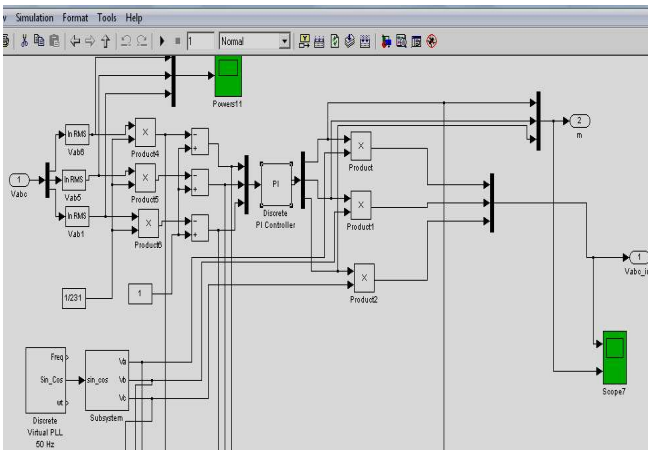 Simulation Format Tools Help
1
Normal
Powers11
In RMS
Vab6
Product4
In RMS
Vab5
Product5
In RMS
Vab1
Product6
1
Vabc
1/231
1
PI
Discrete
PI Controller
Product
Product1
Product2
2
m
1
Scope7
Freq
Sin_Cos
wt
Discrete
Virtual PLL
50 Hz
sin_cos
Va
Vb
Vc
Subsystem